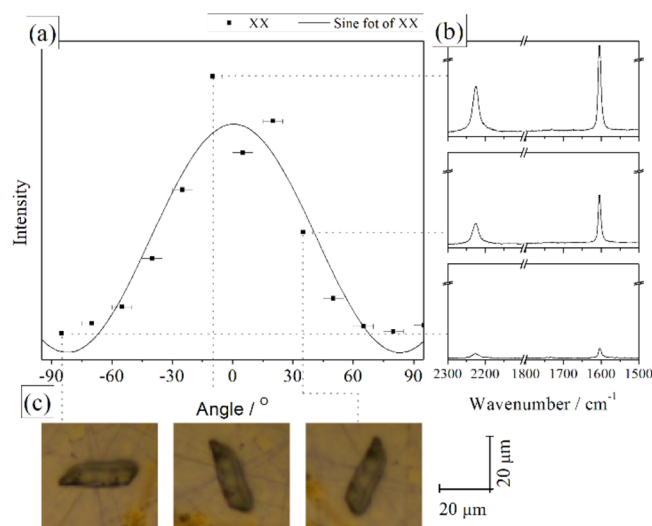 (a)
XX
Sine fot of XX
(b)
Intensity
-90
-60
-30
0
30
60
90
Angle / °
2300
2200
1800
1700
1600
1500
Wavenumber / cm⁻¹
(c)
20 μm
20 μm